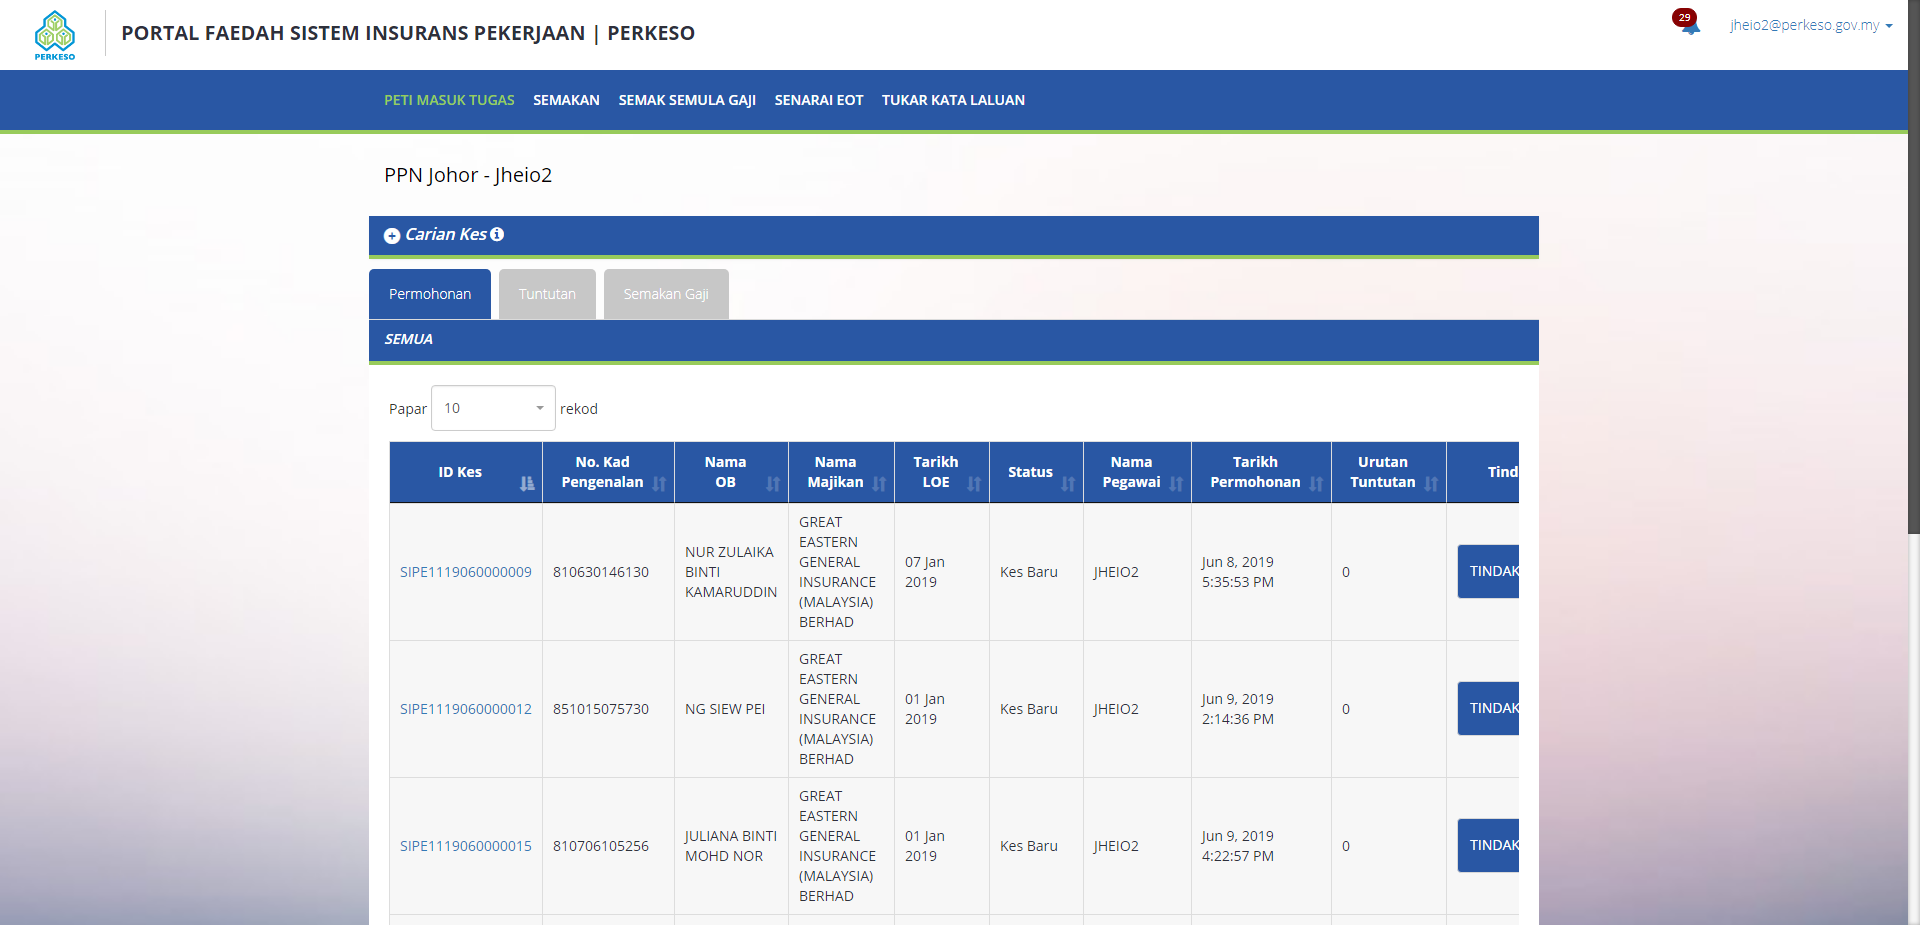 PERKESO
PORTAL FAEDAH SISTEM INSURANS PEKERJAAN | PERKESO
29
jheio2@perkeso.gov.my
PETI MASUK TUGAS SEMAKAN SEMAK SEMULA GAJI SENARAI EOT TUKAR KATA LALUAN
PPN Johor - Jheio2
Carian Kes
Permohonan Tuntutan Semakan Gaji
SEMUA
Papar 10 rekod
ID Kes
No. Kad
Pengenalan
Nama
OB
Nama
Majikan
Tarikh
LOE
Status
Nama
Pegawai
Tarikh
Permohonan
Urutan
Tuntutan
Tind
SIPE1119060000009
810630146130
NUR ZULAIKA
BINTI
KAMARUDDIN
GREAT
EASTERN
GENERAL
INSURANCE
(MALAYSIA)
BERHAD
07 Jan
2019
Kes Baru
JHEIO2
Jun 8, 2019
5:35:53 PM
0
TINDAK
SIPE1119060000012
851015075730
NG SIEW PEI
GREAT
EASTERN
GENERAL
INSURANCE
(MALAYSIA)
BERHAD
01 Jan
2019
Kes Baru
JHEIO2
Jun 9, 2019
2:14:36 PM
0
TINDAK
SIPE1119060000015
810706105256
JULIANA BINTI
MOHD NOR
GREAT
EASTERN
GENERAL
INSURANCE
(MALAYSIA)
BERHAD
01 Jan
2019
Kes Baru
JHEIO2
Jun 9, 2019
4:22:57 PM
0
TINDAK